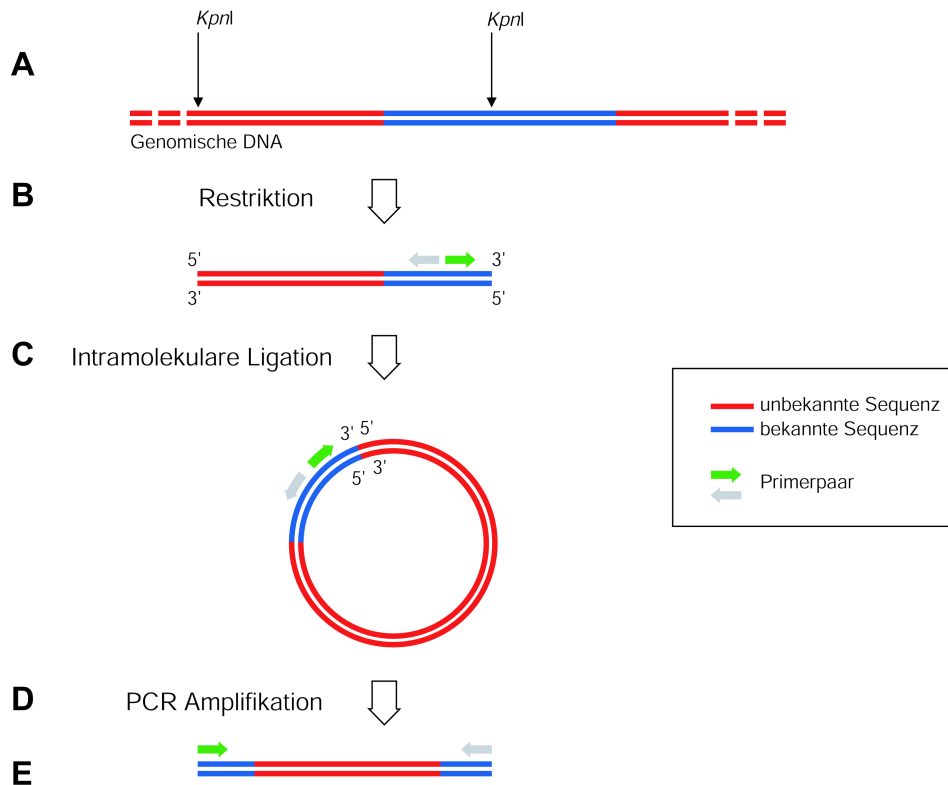 KpnI KpnI
A
Genomische DNA
B Restriktion
5' 3'
3' 5'
C Intramolekulare Ligation
unbekannte Sequenz
bekannte Sequenz
3' 5'
5' 3'
Primerpaar
D PCR Amplifikation
E